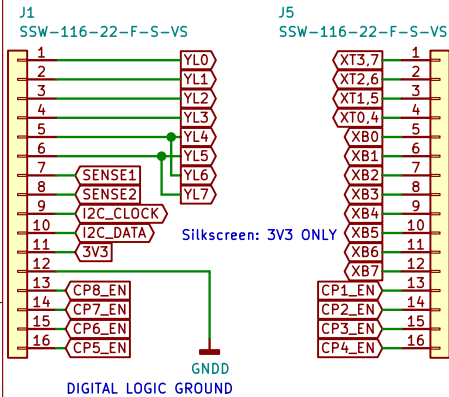 J1
SSW-116-22-F-S-VS
1 YL0
2 YL1
3 YL2
4 YL3
5 YL4
6 YL5
7 SENSE1 YL6
8 SENSE2 YL7
9 I2C_CLOCK
10 I2C_DATA
11 3V3
12
13 CP8_EN
14 CP7_EN
15 CP6_EN
16 CP5_EN
GNDD
DIGITAL LOGIC GROUND
Silkscreen: 3V3 ONLY
J5
SSW-116-22-F-S-VS
XT3,7 1
XT2,6 2
XT1,5 3
XT0,4 4
XB0 5
XB1 6
XB2 7
XB3 8
XB4 9
XB5 10
XB6 11
XB7 12
CP1_EN 13
CP2_EN 14
CP3_EN 15
CP4_EN 16